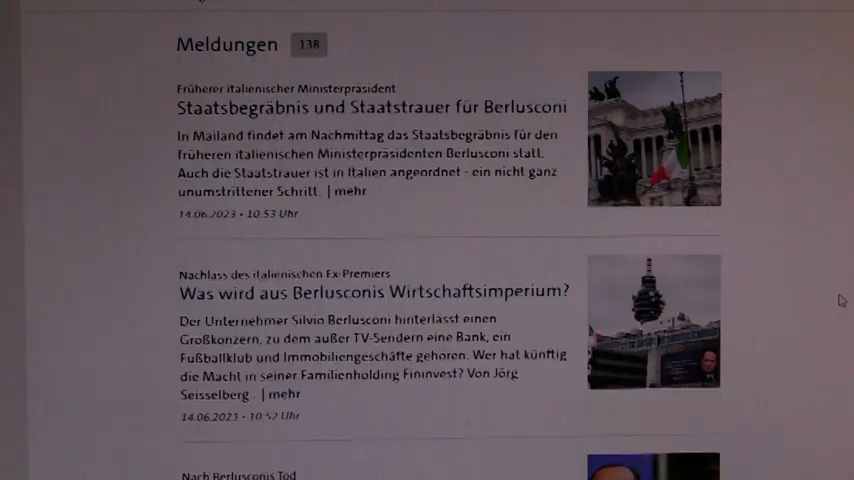 Meldungen 138
Früherer italienischer Ministerpräsident
Staatsbegräbnis und Staatstrauer für Berlusconi
In Mailand findet am Nachmittag das Staatsbegräbnis für den
früheren italienischen Ministerpräsidenten Berlusconi statt.
Auch die Staatstrauer ist in Italien angeordnet - ein nicht ganz
unumstrittener Schritt. | mehr
14.06.2023 • 10:53 Uhr
Nachlass des italienischen Ex-Premiers
Was wird aus Berlusconis Wirtschaftsimperium?
Der Unternehmer Silvio Berlusconi hinterlässt einen
Großkonzern, zu dem außer TV-Sendern eine Bank, ein
Fußballklub und Immobiliengeschäfte gehören. Wer hat künftig
die Macht in seiner Familienholding Fininvest? Von Jörg
Seisselberg. | mehr
14.06.2023 • 10:52 Uhr
Nach Berlusconis Tod